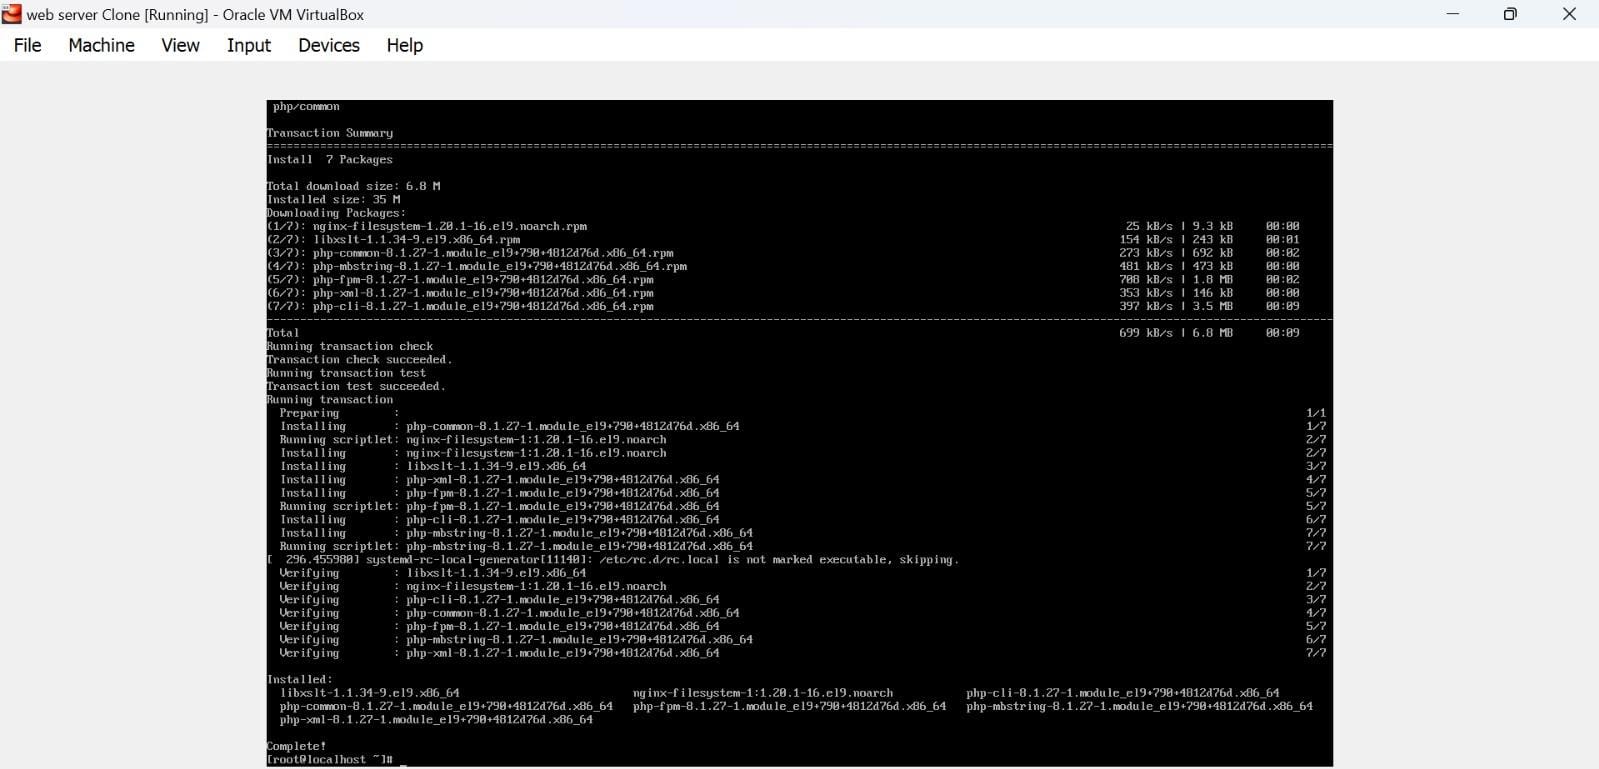 web server Clone [Running] - Oracle VM VirtualBox
File Machine View Input Devices Help
php/common
Transaction Summary
================================================================================
Install  7 Packages
Total download size: 6.8 M
Installed size: 35 M
Downloading Packages:
(1/7): nginx-filesystem-1.20.1-16.el9.noarch.rpm 25 kB/s | 9.3 kB 00:00
(2/7): libxslt-1.1.34-9.el9.x86_64.rpm 154 kB/s | 243 kB 00:01
(3/7): php-common-8.1.27-1.module_el9+790+4812d76d.x86_64.rpm 273 kB/s | 692 kB 00:02
(4/7): php-mbstring-8.1.27-1.module_el9+790+4812d76d.x86_64.rpm 481 kB/s | 473 kB 00:00
(5/7): php-fpm-8.1.27-1.module_el9+790+4812d76d.x86_64.rpm 708 kB/s | 1.8 MB 00:02
(6/7): php-xml-8.1.27-1.module_el9+790+4812d76d.x86_64.rpm 353 kB/s | 146 kB 00:00
(7/7): php-cli-8.1.27-1.module_el9+790+4812d76d.x86_64.rpm 397 kB/s | 3.5 MB 00:09
--------------------------------------------------------------------------------
Total 699 kB/s | 6.8 MB 00:09
Running transaction check
Transaction check succeeded.
Running transaction test
Transaction test succeeded.
Running transaction
Preparing : 1/1
Installing : php-common-8.1.27-1.module_el9+790+4812d76d.x86_64 1/7
Running scriptlet: nginx-filesystem-1:1.20.1-16.el9.noarch 2/7
Installing : nginx-filesystem-1:1.20.1-16.el9.noarch 2/7
Installing : libxslt-1.1.34-9.el9.x86_64 3/7
Installing : php-xml-8.1.27-1.module_el9+790+4812d76d.x86_64 4/7
Installing : php-fpm-8.1.27-1.module_el9+790+4812d76d.x86_64 5/7
Running scriptlet: php-fpm-8.1.27-1.module_el9+790+4812d76d.x86_64 5/7
Installing : php-cli-8.1.27-1.module_el9+790+4812d76d.x86_64 6/7
Installing : php-mbstring-8.1.27-1.module_el9+790+4812d76d.x86_64 7/7
Running scriptlet: php-mbstring-8.1.27-1.module_el9+790+4812d76d.x86_64 7/7
[  296.455980] systemd-rc-local-generator[11140]: /etc/rc.d/rc.local is not marked executable, skipping.
Verifying : libxslt-1.1.34-9.el9.x86_64 1/7
Verifying : nginx-filesystem-1:1.20.1-16.el9.noarch 2/7
Verifying : php-cli-8.1.27-1.module_el9+790+4812d76d.x86_64 3/7
Verifying : php-common-8.1.27-1.module_el9+790+4812d76d.x86_64 4/7
Verifying : php-fpm-8.1.27-1.module_el9+790+4812d76d.x86_64 5/7
Verifying : php-mbstring-8.1.27-1.module_el9+790+4812d76d.x86_64 6/7
Verifying : php-xml-8.1.27-1.module_el9+790+4812d76d.x86_64 7/7
Installed:
libxslt-1.1.34-9.el9.x86_64 nginx-filesystem-1:1.20.1-16.el9.noarch php-cli-8.1.27-1.module_el9+790+4812d76d.x86_64
php-common-8.1.27-1.module_el9+790+4812d76d.x86_64 php-fpm-8.1.27-1.module_el9+790+4812d76d.x86_64 php-mbstring-8.1.27-1.module_el9+790+4812d76d.x86_64
php-xml-8.1.27-1.module_el9+790+4812d76d.x86_64
Complete!
[root@localhost ~]# _